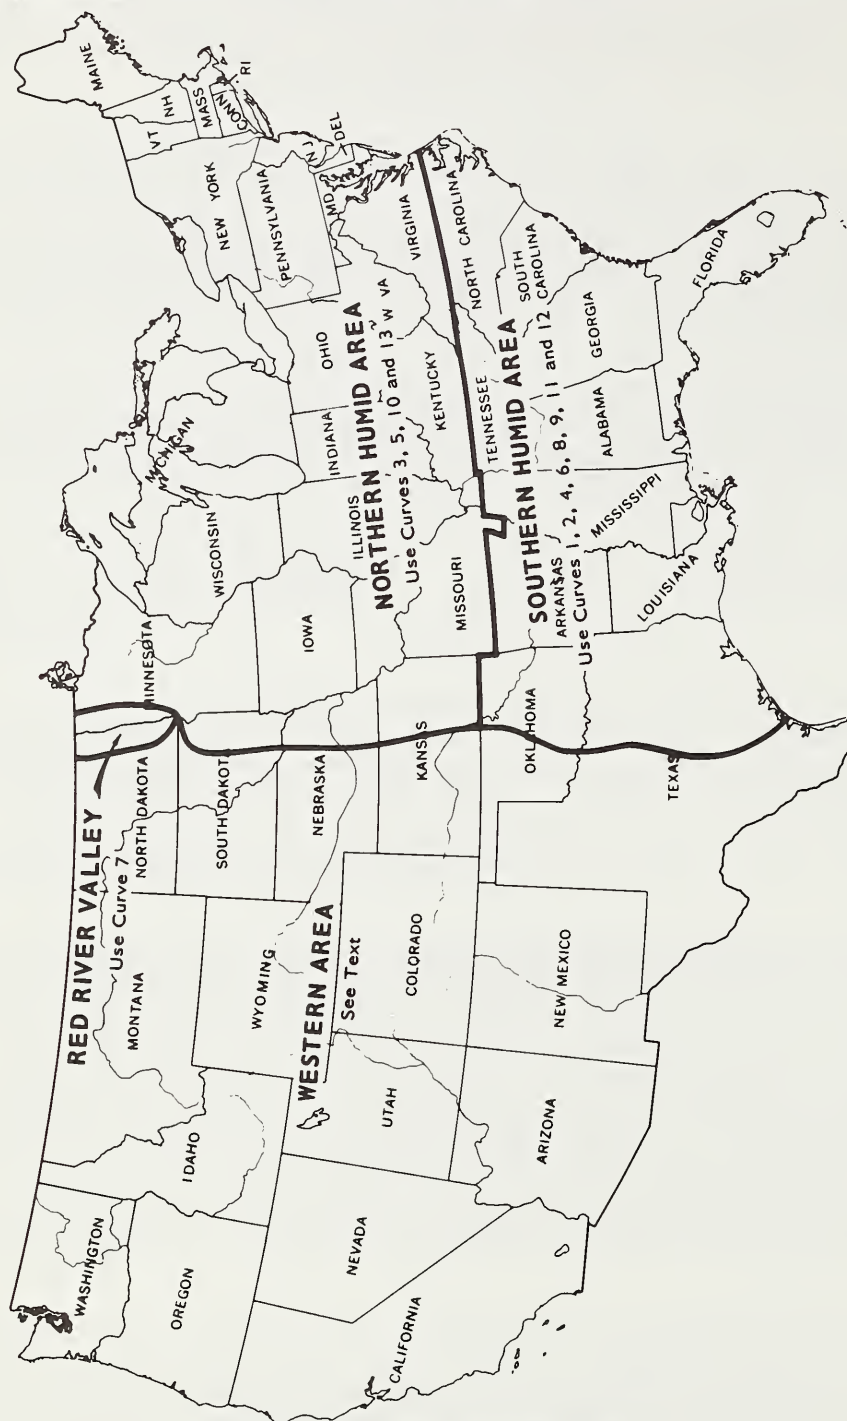 RED RIVER VALLEY
Use Curve 7
WESTERN AREA
See Text
NORTHERN HUMID AREA
Use Curves 3, 5, 10 and 13
SOUTHERN HUMID AREA
Use Curves 1, 2, 4, 6, 8, 9, 11 and 12
WASHINGTON
OREGON
CALIFORNIA
IDAHO
NEVADA
MONTANA
WYOMING
UTAH
ARIZONA
COLORADO
NEW MEXICO
NORTH DAKOTA
SOUTH DAKOTA
NEBRASKA
KANSAS
OKLAHOMA
TEXAS
MINNESOTA
IOWA
MISSOURI
ARKANSAS
LOUISIANA
WISCONSIN
ILLINOIS
MICHIGAN
INDIANA
OHIO
KENTUCKY
TENNESSEE
MISSISSIPPI
ALABAMA
GEORGIA
FLORIDA
SOUTH
CAROLINA
NORTH CAROLINA
VIRGINIA
W VA
MD
DEL
N J
PENNSYLVANIA
NEW YORK
VT
NH
MASS
CONN
RI
MAINE